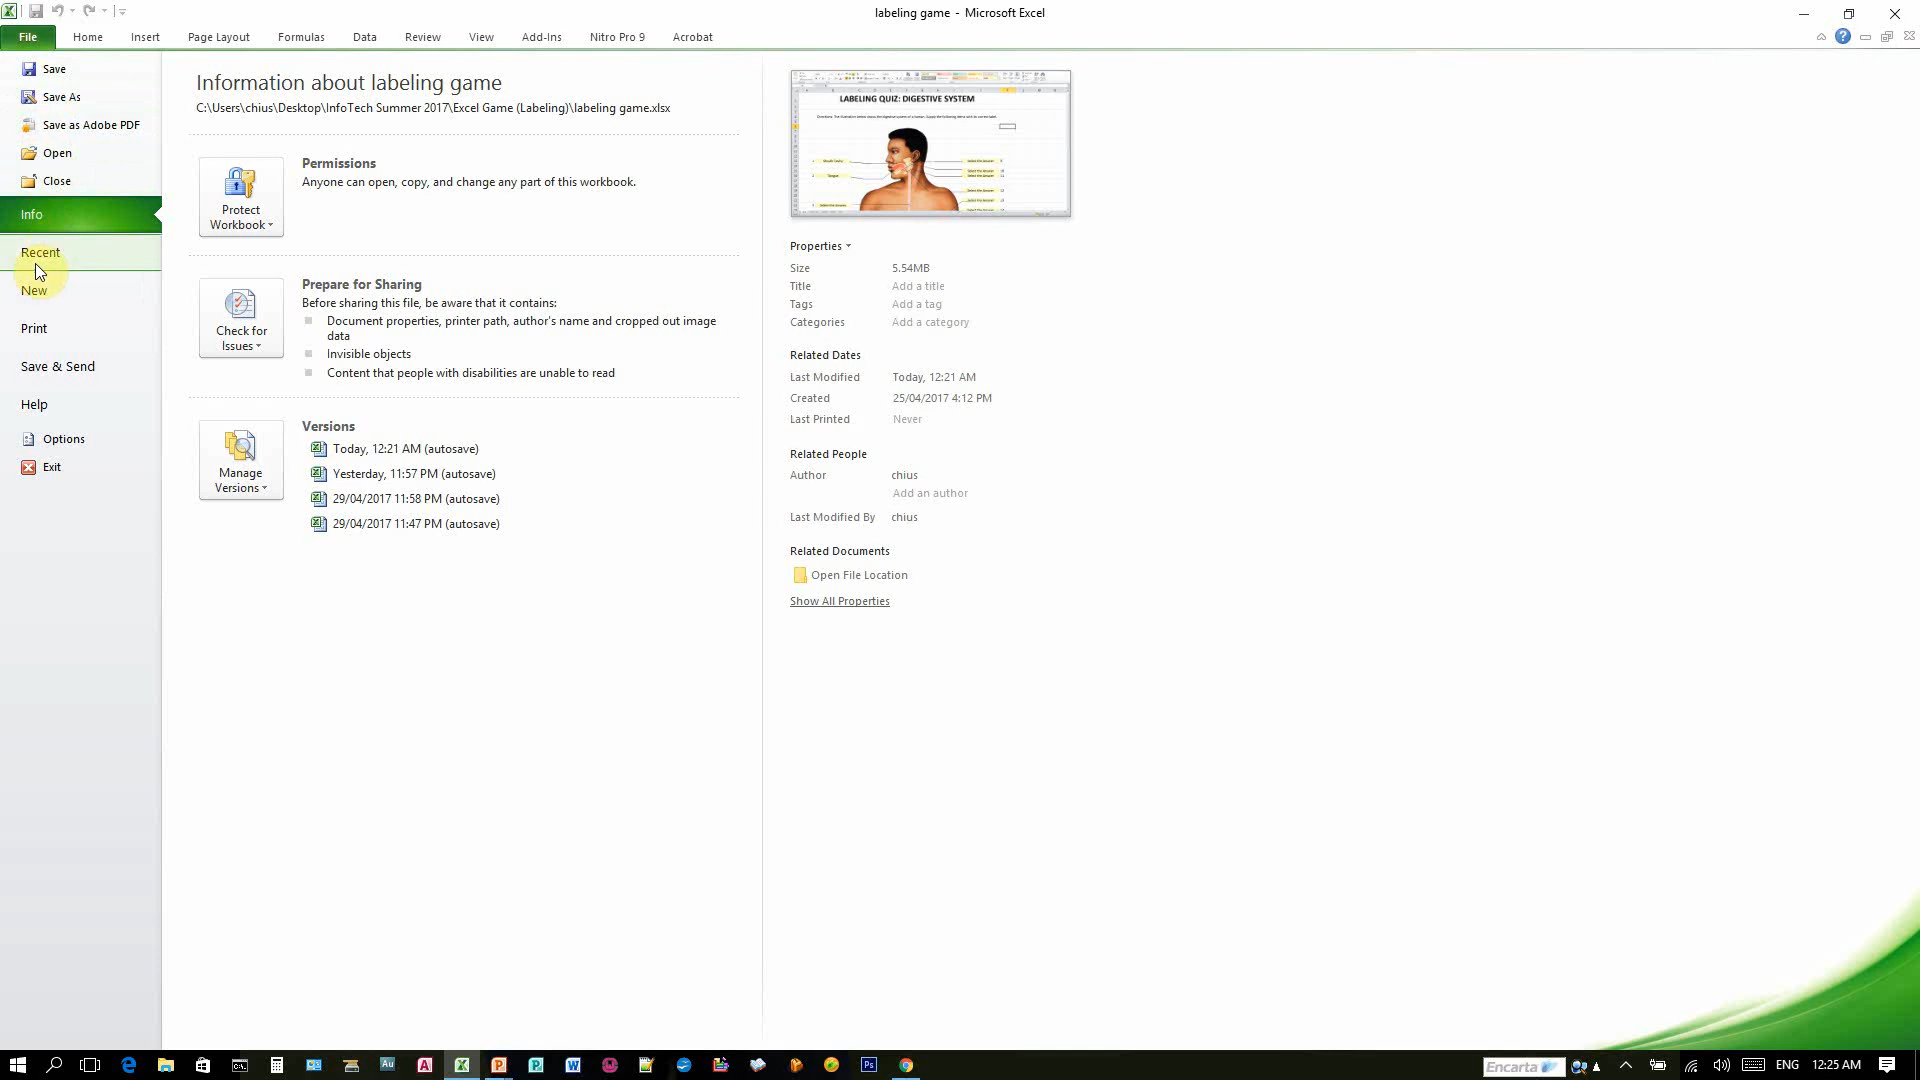 labeling game - Microsoft Excel
File Home Insert Page Layout Formulas Data Review View Add-Ins Nitro Pro 9 Acrobat
Save
Save As
Save as Adobe PDF
Open
Close
Info
Recent
New
Print
Save & Send
Help
Options
Exit
Information about labeling game
C:\Users\chius\Desktop\InfoTech Summer 2017\Excel Game (Labeling)\labeling game.xlsx
Protect
Workbook
Permissions
Anyone can open, copy, and change any part of this workbook.
Check for
Issues
Prepare for Sharing
Before sharing this file, be aware that it contains:
Document properties, printer path, author's name and cropped out image
data
Invisible objects
Content that people with disabilities are unable to read
Manage
Versions
Versions
Today, 12:21 AM (autosave)
Yesterday, 11:57 PM (autosave)
29/04/2017 11:58 PM (autosave)
29/04/2017 11:47 PM (autosave)
LABELING QUIZ: DIGESTIVE SYSTEM
Properties
Size 5.54MB
Title Add a title
Tags Add a tag
Categories Add a category
Related Dates
Last Modified Today, 12:21 AM
Created 25/04/2017 4:12 PM
Last Printed Never
Related People
Author chius
Add an author
Last Modified By chius
Related Documents
Open File Location
Show All Properties
Encarta ENG 12:25 AM